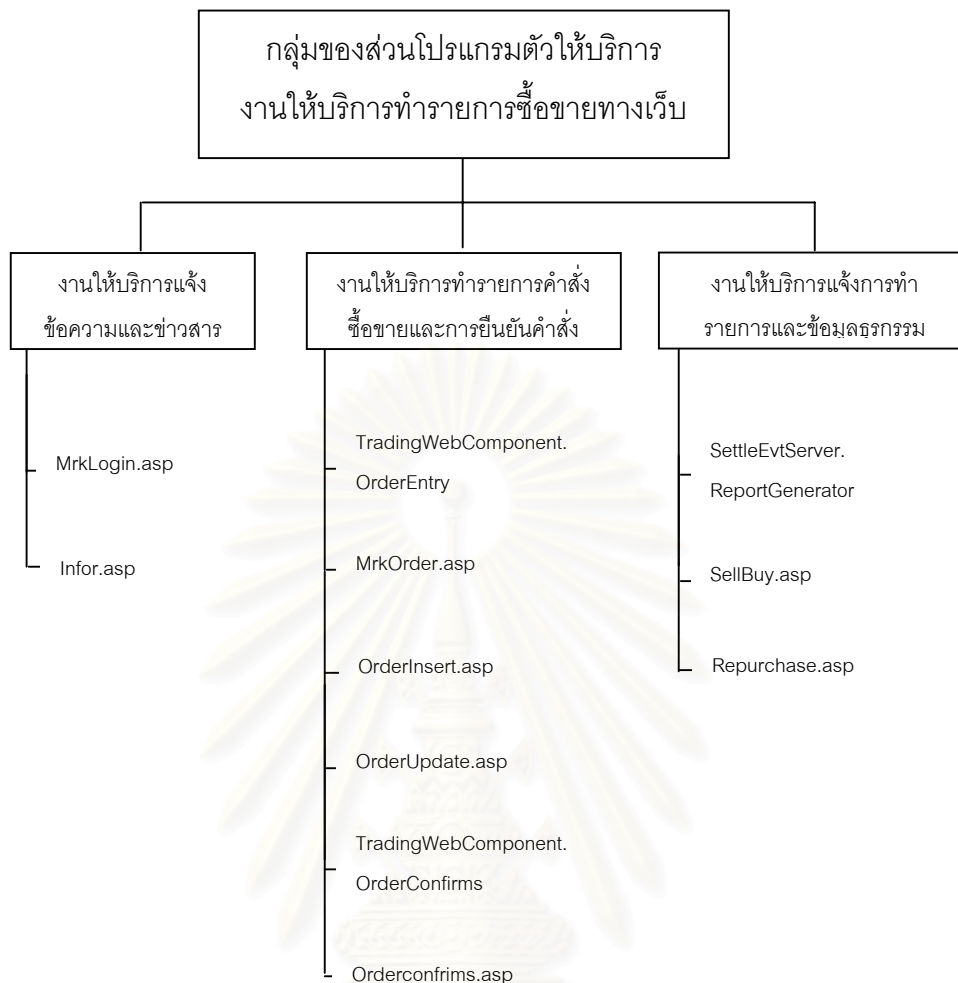 กลุ่มของส่วนโปรแกรมตัวให้บริการ
งานให้บริการทำรายการซื้อขายทางเว็บ
งานให้บริการแจ้ง
ข้อความและข่าวสาร
MrkLogin.asp
Infor.asp
งานให้บริการทำรายการคำสั่ง
ซื้อขายและการยืนยันคำสั่ง
TradingWebComponent.
OrderEntry
MrkOrder.asp
OrderInsert.asp
OrderUpdate.asp
TradingWebComponent.
OrderConfirms
Orderconfrims.asp
งานให้บริการแจ้งการทำ
รายการและข้อมูลธุรกรรม
SettleEvtServer.
ReportGenerator
SellBuy.asp
Repurchase.asp